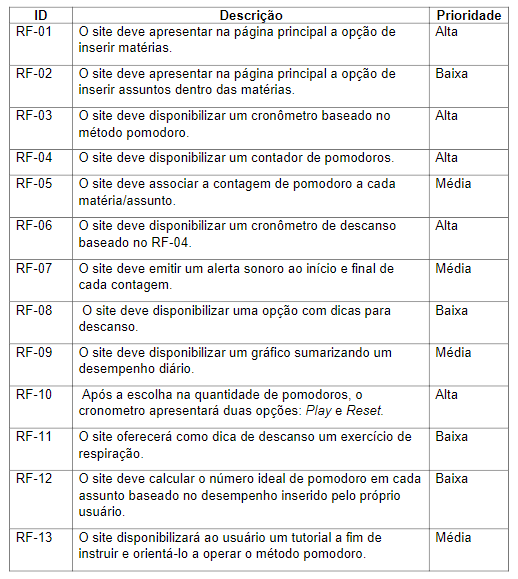 ID Descrição Prioridade
RF-01 O site deve apresentar na página principal a opção de Alta
inserir matérias.
RF-02 O site deve apresentar na página principal a opção de Baixa
inserir assuntos dentro das matérias.
RF-03 O site deve disponibilizar um cronômetro baseado no Alta
método pomodoro.
RF-04 O site deve disponibilizar um contador de pomodoros. Alta
RF-05 O site deve associar a contagem de pomodoro a cada Média
matéria/assunto.
RF-06 O site deve disponibilizar um cronômetro de descanso Alta
baseado no RF-04.
RF-07 O site deve emitir um alerta sonoro ao início e final de Média
cada contagem.
RF-08 O site deve disponibilizar uma opção com dicas para Baixa
descanso.
RF-09 O site deve disponibilizar um gráfico sumarizando um Média
desempenho diário.
RF-10 Após a escolha na quantidade de pomodoros, o Alta
cronometro apresentará duas opções: Play e Reset.
RF-11 O site oferecerá como dica de descanso um exercício de Baixa
respiração.
RF-12 O site deve calcular o número ideal de pomodoro em cada Baixa
assunto baseado no desempenho inserido pelo próprio
usuário.
RF-13 O site disponibilizará ao usuário um tutorial a fim de Média
instruir e orientá-lo a operar o método pomodoro.